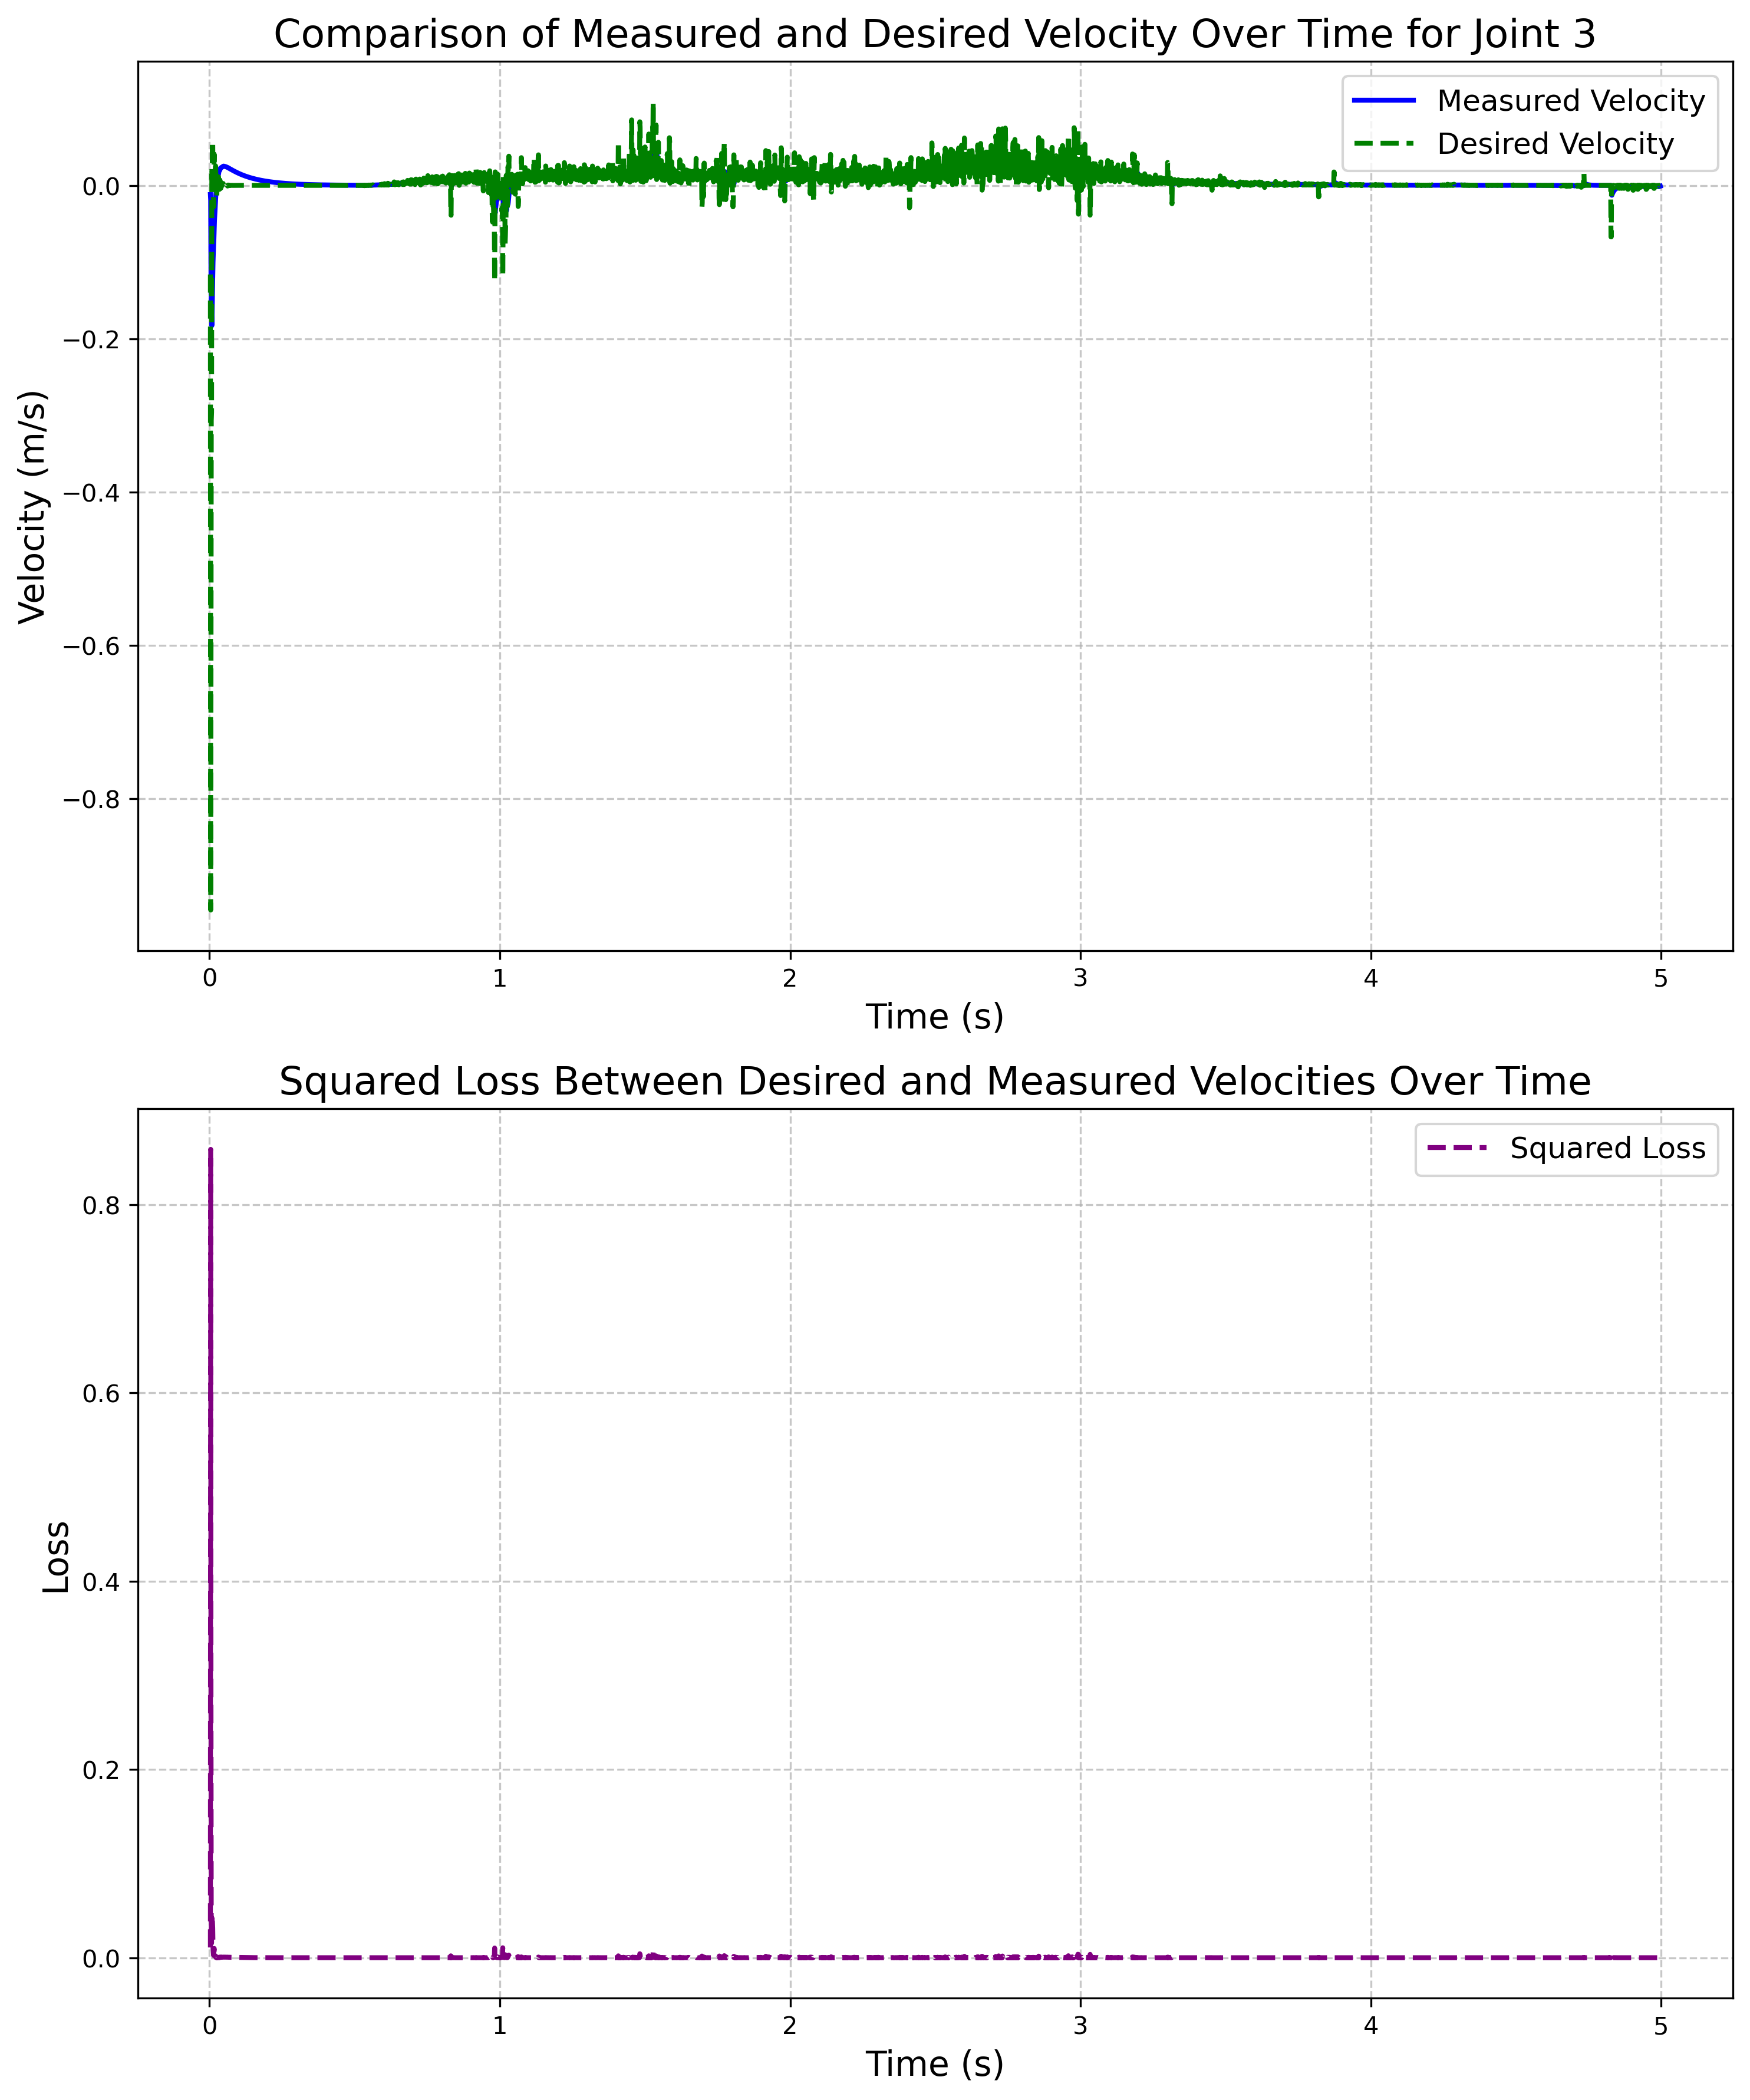 Comparison of Measured and Desired Velocity Over Time for Joint 3
Measured Velocity
Desired Velocity
0.0
−0.2
−0.4
−0.6
−0.8
Velocity (m/s)
0 1 2 3 4 5
Time (s)
Squared Loss Between Desired and Measured Velocities Over Time
Squared Loss
0.8
0.6
0.4
0.2
0.0
Loss
0 1 2 3 4 5
Time (s)